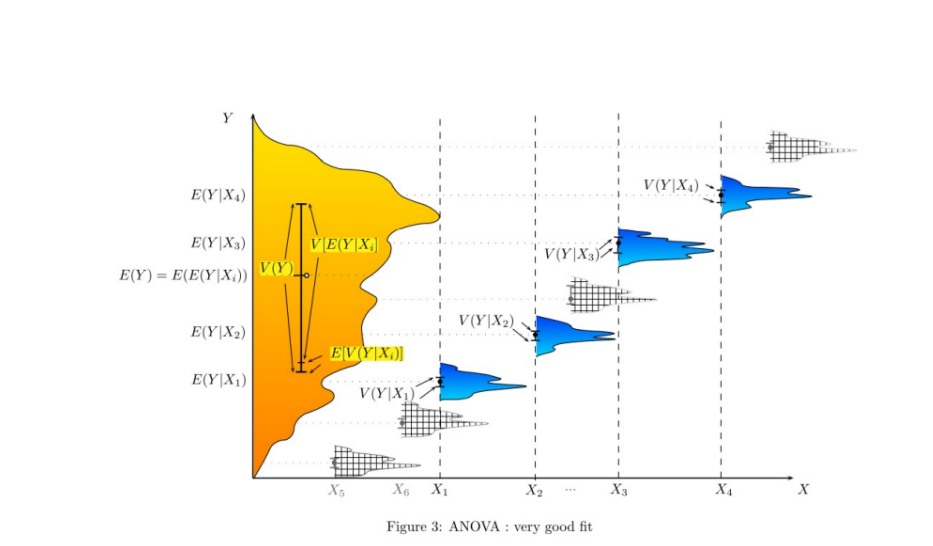 Y
E(Y|X₄)
V(Y|X₄)
E(Y|X₃)
V[E(Y|Xᵢ]
V(Y|X₃)
V(Y)
E(Y) = E(E(Y|Xᵢ))
V(Y|X₂)
E(Y|X₂)
E[V(Y|Xᵢ)]
E(Y|X₁)
V(Y|X₁)
X₅ X₆ X₁ X₂ ... X₃ X₄ X
Figure 3: ANOVA : very good fit